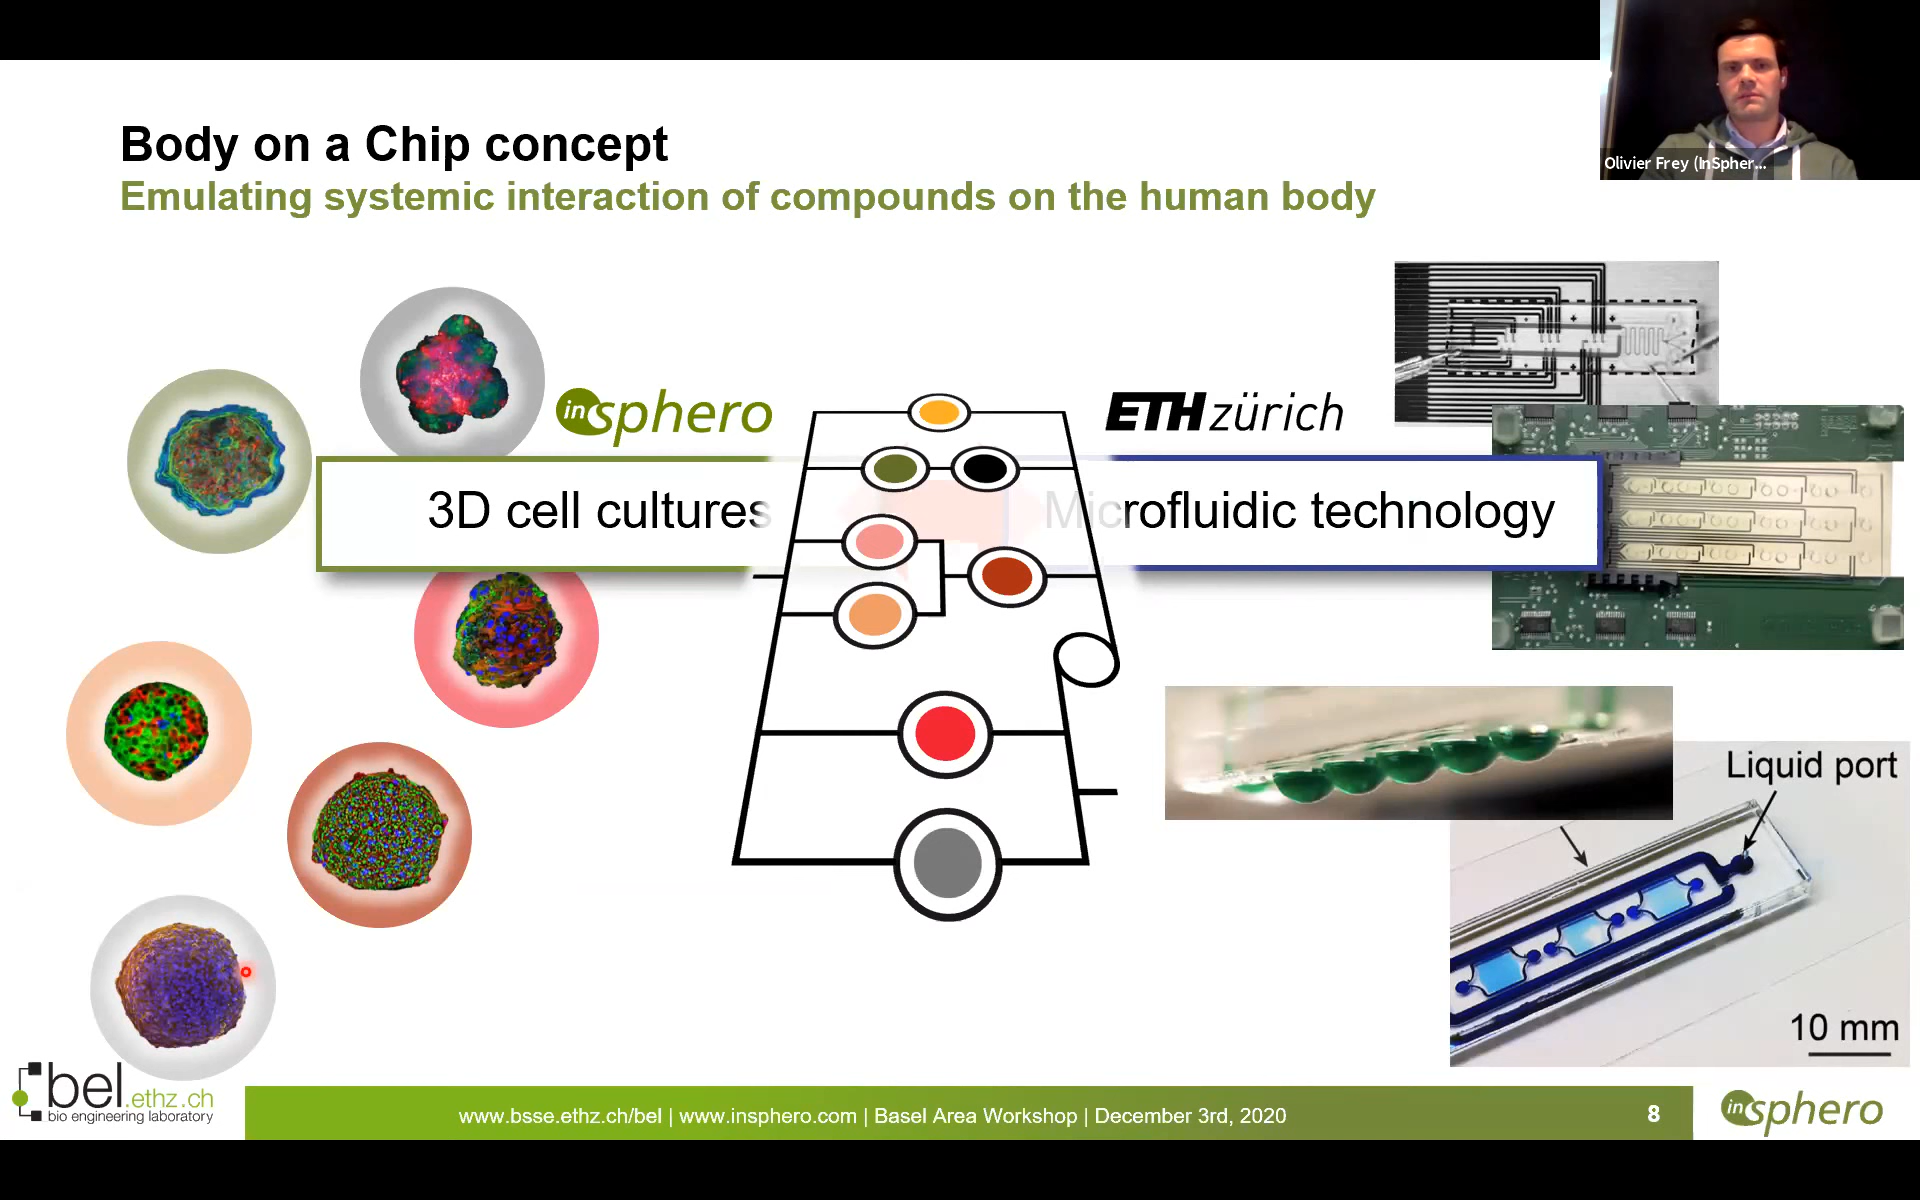 Olivier Frey (InSpher...
Body on a Chip concept
Emulating systemic interaction of compounds on the human body
insphero
ETH zürich
3D cell cultures
Microfluidic technology
Liquid port
10 mm
bel.ethz.ch
bio engineering laboratory
www.bsse.ethz.ch/bel | www.insphero.com | Basel Area Workshop | December 3rd, 2020
8
insphero